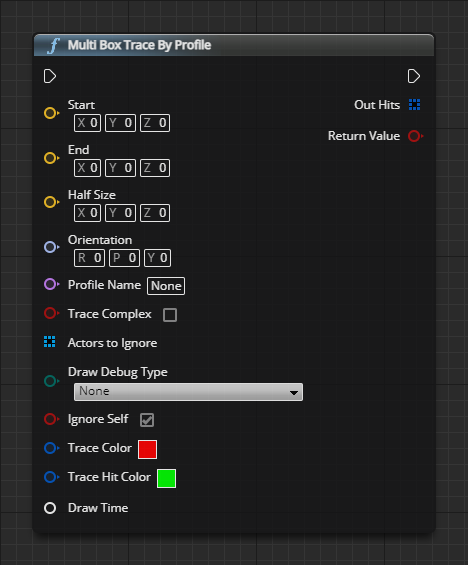 f Multi Box Trace By Profile
Start
Out Hits
X 0 Y 0 Z 0
Return Value
End
X 0 Y 0 Z 0
Half Size
X 0 Y 0 Z 0
Orientation
R 0 P 0 Y 0
Profile Name None
Trace Complex
Actors to Ignore
Draw Debug Type
None
Ignore Self
Trace Color
Trace Hit Color
Draw Time